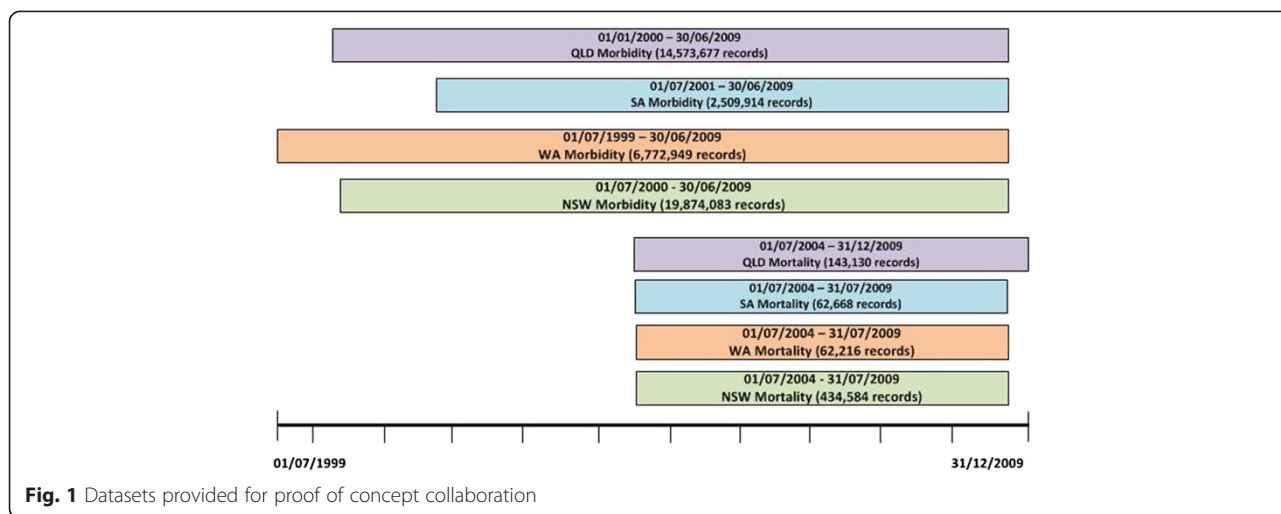 01/01/2000 – 30/06/2009
QLD Morbidity (14,573,677 records)
01/07/2001 – 30/06/2009
SA Morbidity (2,509,914 records)
01/07/1999 – 30/06/2009
WA Morbidity (6,772,949 records)
01/07/2000 - 30/06/2009
NSW Morbidity (19,874,083 records)
01/07/2004 – 31/12/2009
QLD Mortality (143,130 records)
01/07/2004 – 31/07/2009
SA Mortality (62,668 records)
01/07/2004 – 31/07/2009
WA Mortality (62,216 records)
01/07/2004 - 31/07/2009
NSW Mortality (434,584 records)
01/07/1999 31/12/2009
Fig. 1 Datasets provided for proof of concept collaboration